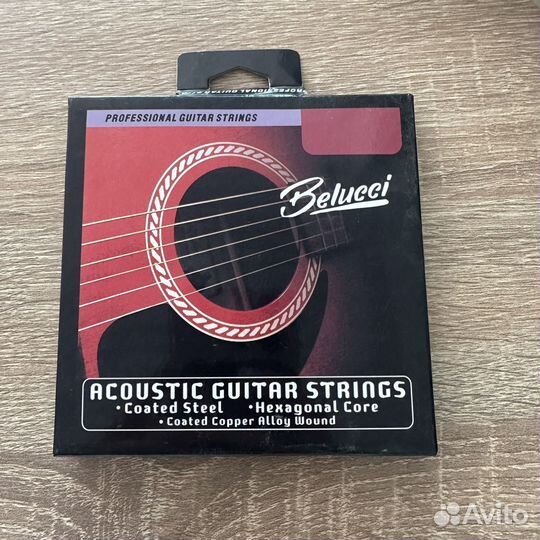 PROFESSIONAL GUITAR STRINGS
Belucci
ACOUSTIC GUITAR STRINGS
•Coated Steel •Hexagonal Core
•Coated Copper Alloy Wound
Avito